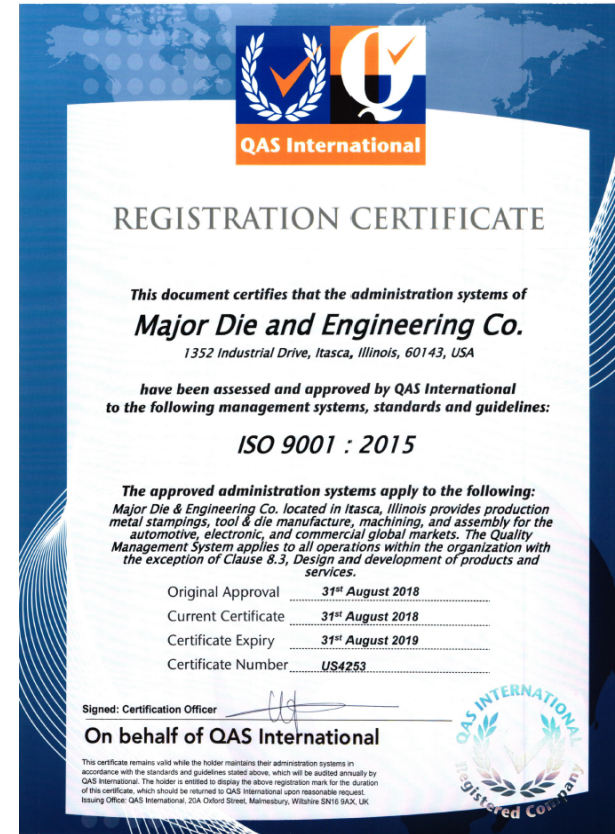 QAS International
REGISTRATION CERTIFICATE
This document certifies that the administration systems of
Major Die and Engineering Co.
1352 Industrial Drive, Itasca, Illinois, 60143, USA
have been assessed and approved by QAS International
to the following management systems, standards and guidelines:
ISO 9001 : 2015
The approved administration systems apply to the following:
Major Die & Engineering Co. located in Itasca, Illinois provides production
metal stampings, tool & die manufacture, machining, and assembly for the
automotive, electronic, and commercial global markets. The Quality
Management System applies to all operations within the organization with
the exception of Clause 8.3, Design and development of products and
services.
Original Approval 31st August 2018
Current Certificate 31st August 2018
Certificate Expiry 31st August 2019
Certificate Number US4253
Signed: Certification Officer
On behalf of QAS International
This certificate remains valid while the holder maintains their administration systems in
accordance with the standards and guidelines stated above, which will be audited annually by
QAS International. The holder is entitled to display the above registration mark for the duration
of this certificate, which should be returned to QAS International upon reasonable request.
Issuing Office: QAS International, 20A Oxford Street, Malmesbury, Wiltshire SN16 9AX, UK
QAS INTERNATIONAL
Registered Company